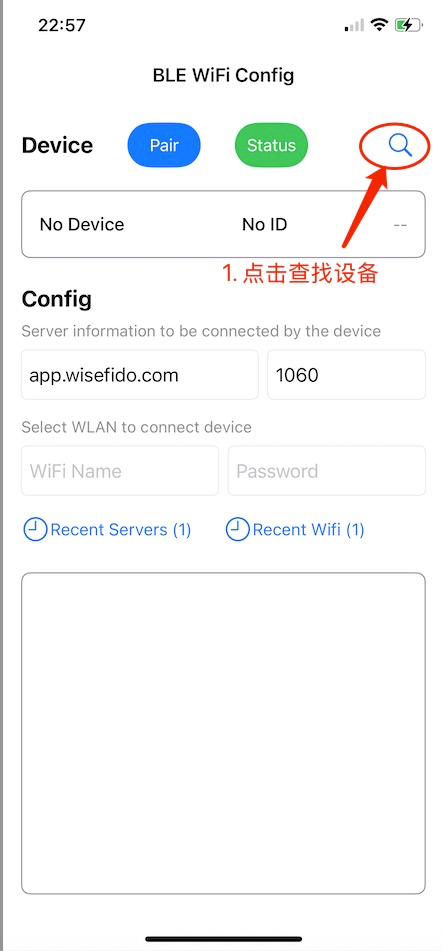 22:57
BLE WiFi Config
Device Pair Status
No Device No ID --
1. 点击查找设备
Config
Server information to be connected by the device
app.wisefido.com 1060
Select WLAN to connect device
WiFi Name Password
Recent Servers (1) Recent Wifi (1)